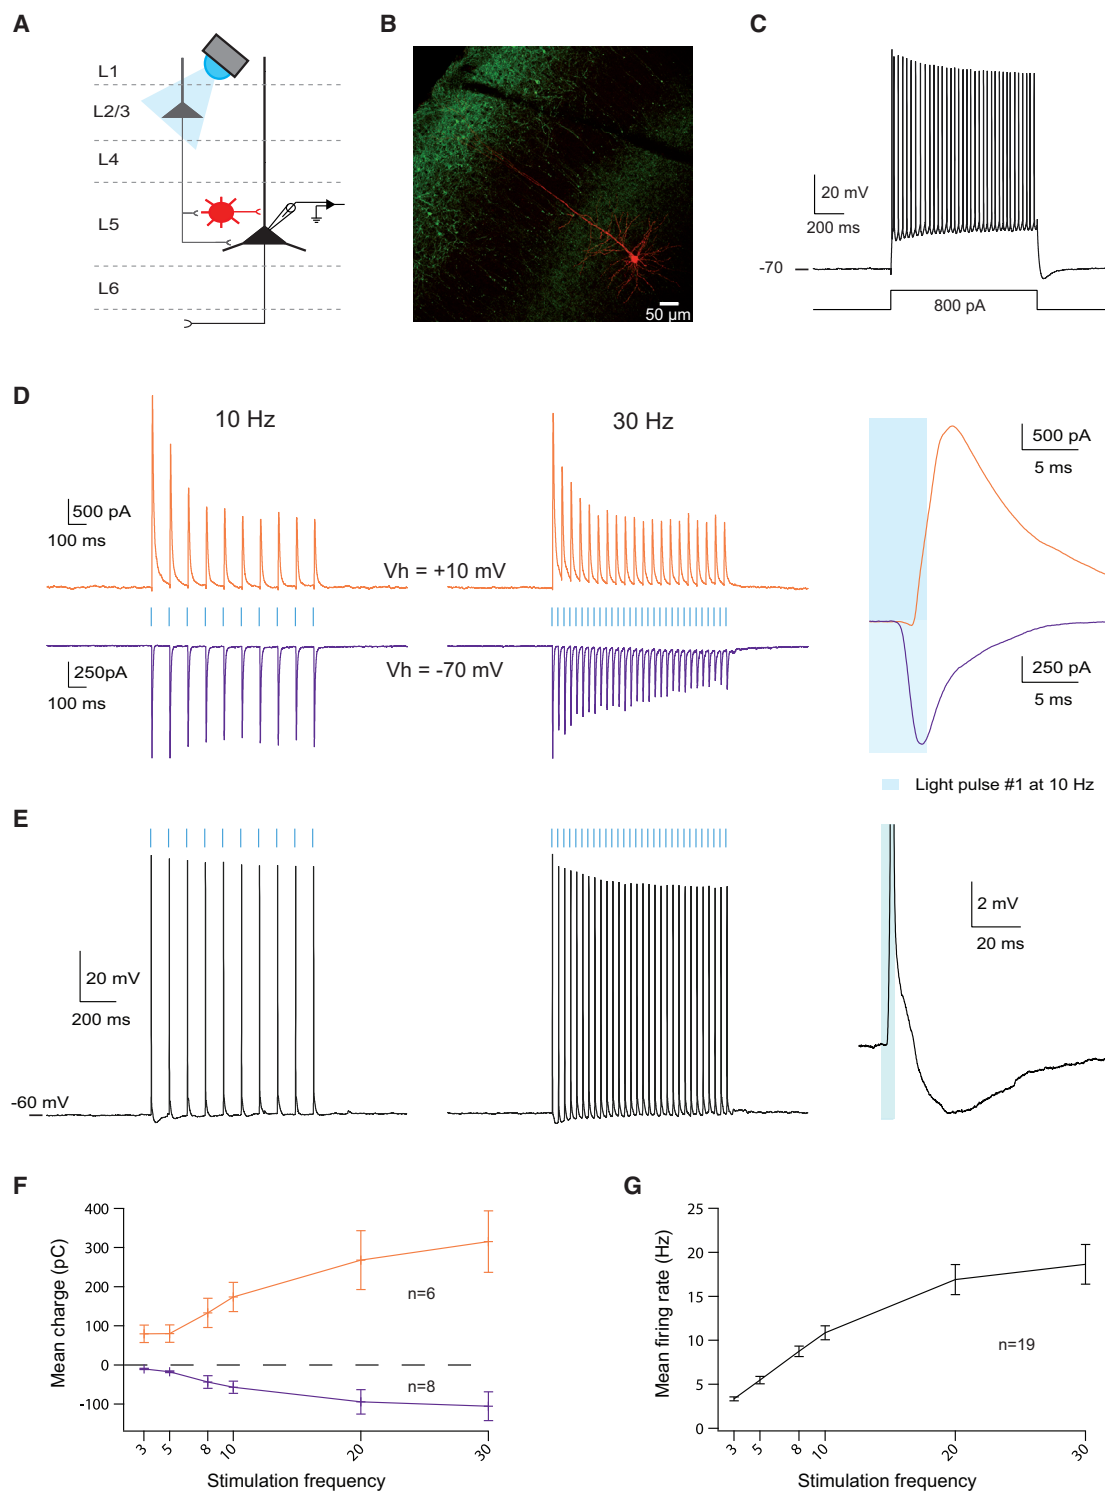 A
L1
L2/3
L4
L5
L6
B
50 µm
C
20 mV
200 ms
-70
800 pA
D
10 Hz
30 Hz
500 pA
100 ms
Vh = +10 mV
250pA
100 ms
Vh = -70 mV
500 pA
5 ms
250 pA
5 ms
Light pulse #1 at 10 Hz
E
20 mV
200 ms
-60 mV
2 mV
20 ms
F
Mean charge (pC)
400
300
200
100
0
-100
n=6
n=8
3
5
8
10
20
30
Stimulation frequency
G
Mean firing rate (Hz)
25
20
15
10
5
0
n=19
3
5
8
10
20
30
Stimulation frequency